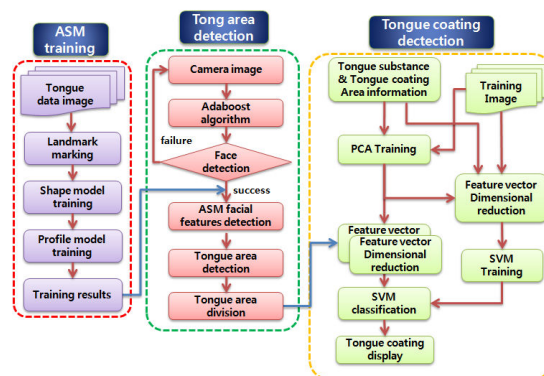 ASM
training
Tongue
data image
Landmark
marking
Shape model
training
Profile model
training
Training results
Tong area
detection
Camera image
Adaboost
algorithm
failure
Face
detection
success
ASM facial
features detection
Tongue area
detection
Tongue area
division
Tongue coating
dectection
Tongue substance
& Tongue coating
Area information
Training
Image
PCA Training
Feature vector
Dimensional
reduction
Feature vector
Feature vector
Dimensional
reduction
SVM
Training
SVM
classification
Tongue coating
display